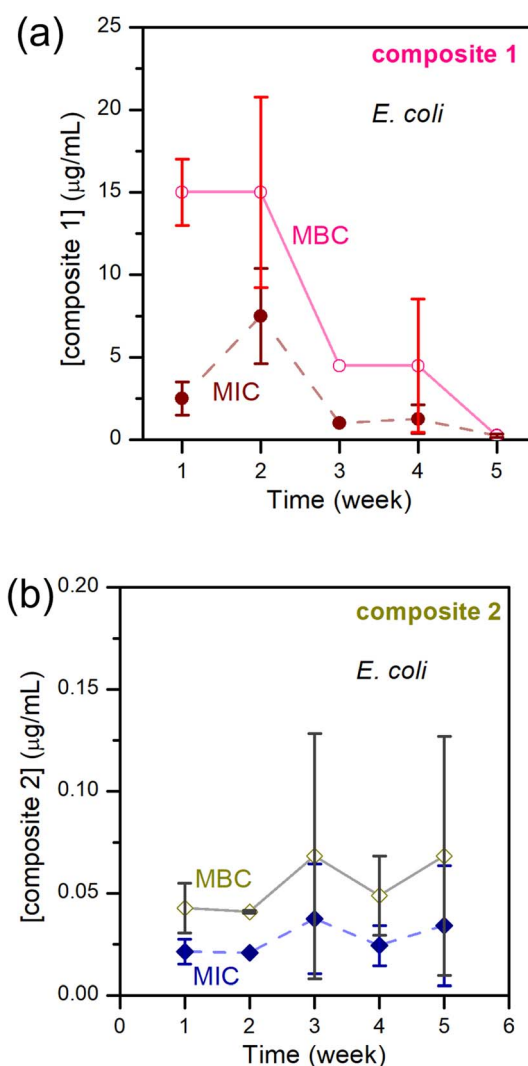 (a)
25
composite 1
20
E. coli
15
MBC
10
5
MIC
0
1 2 3 4 5
Time (week)
[composite 1] (μg/mL)
(b)
0.20
composite 2
E. coli
0.15
0.10
MBC
0.05
MIC
0.00
0 1 2 3 4 5 6
Time (week)
[composite 2] (μg/mL)